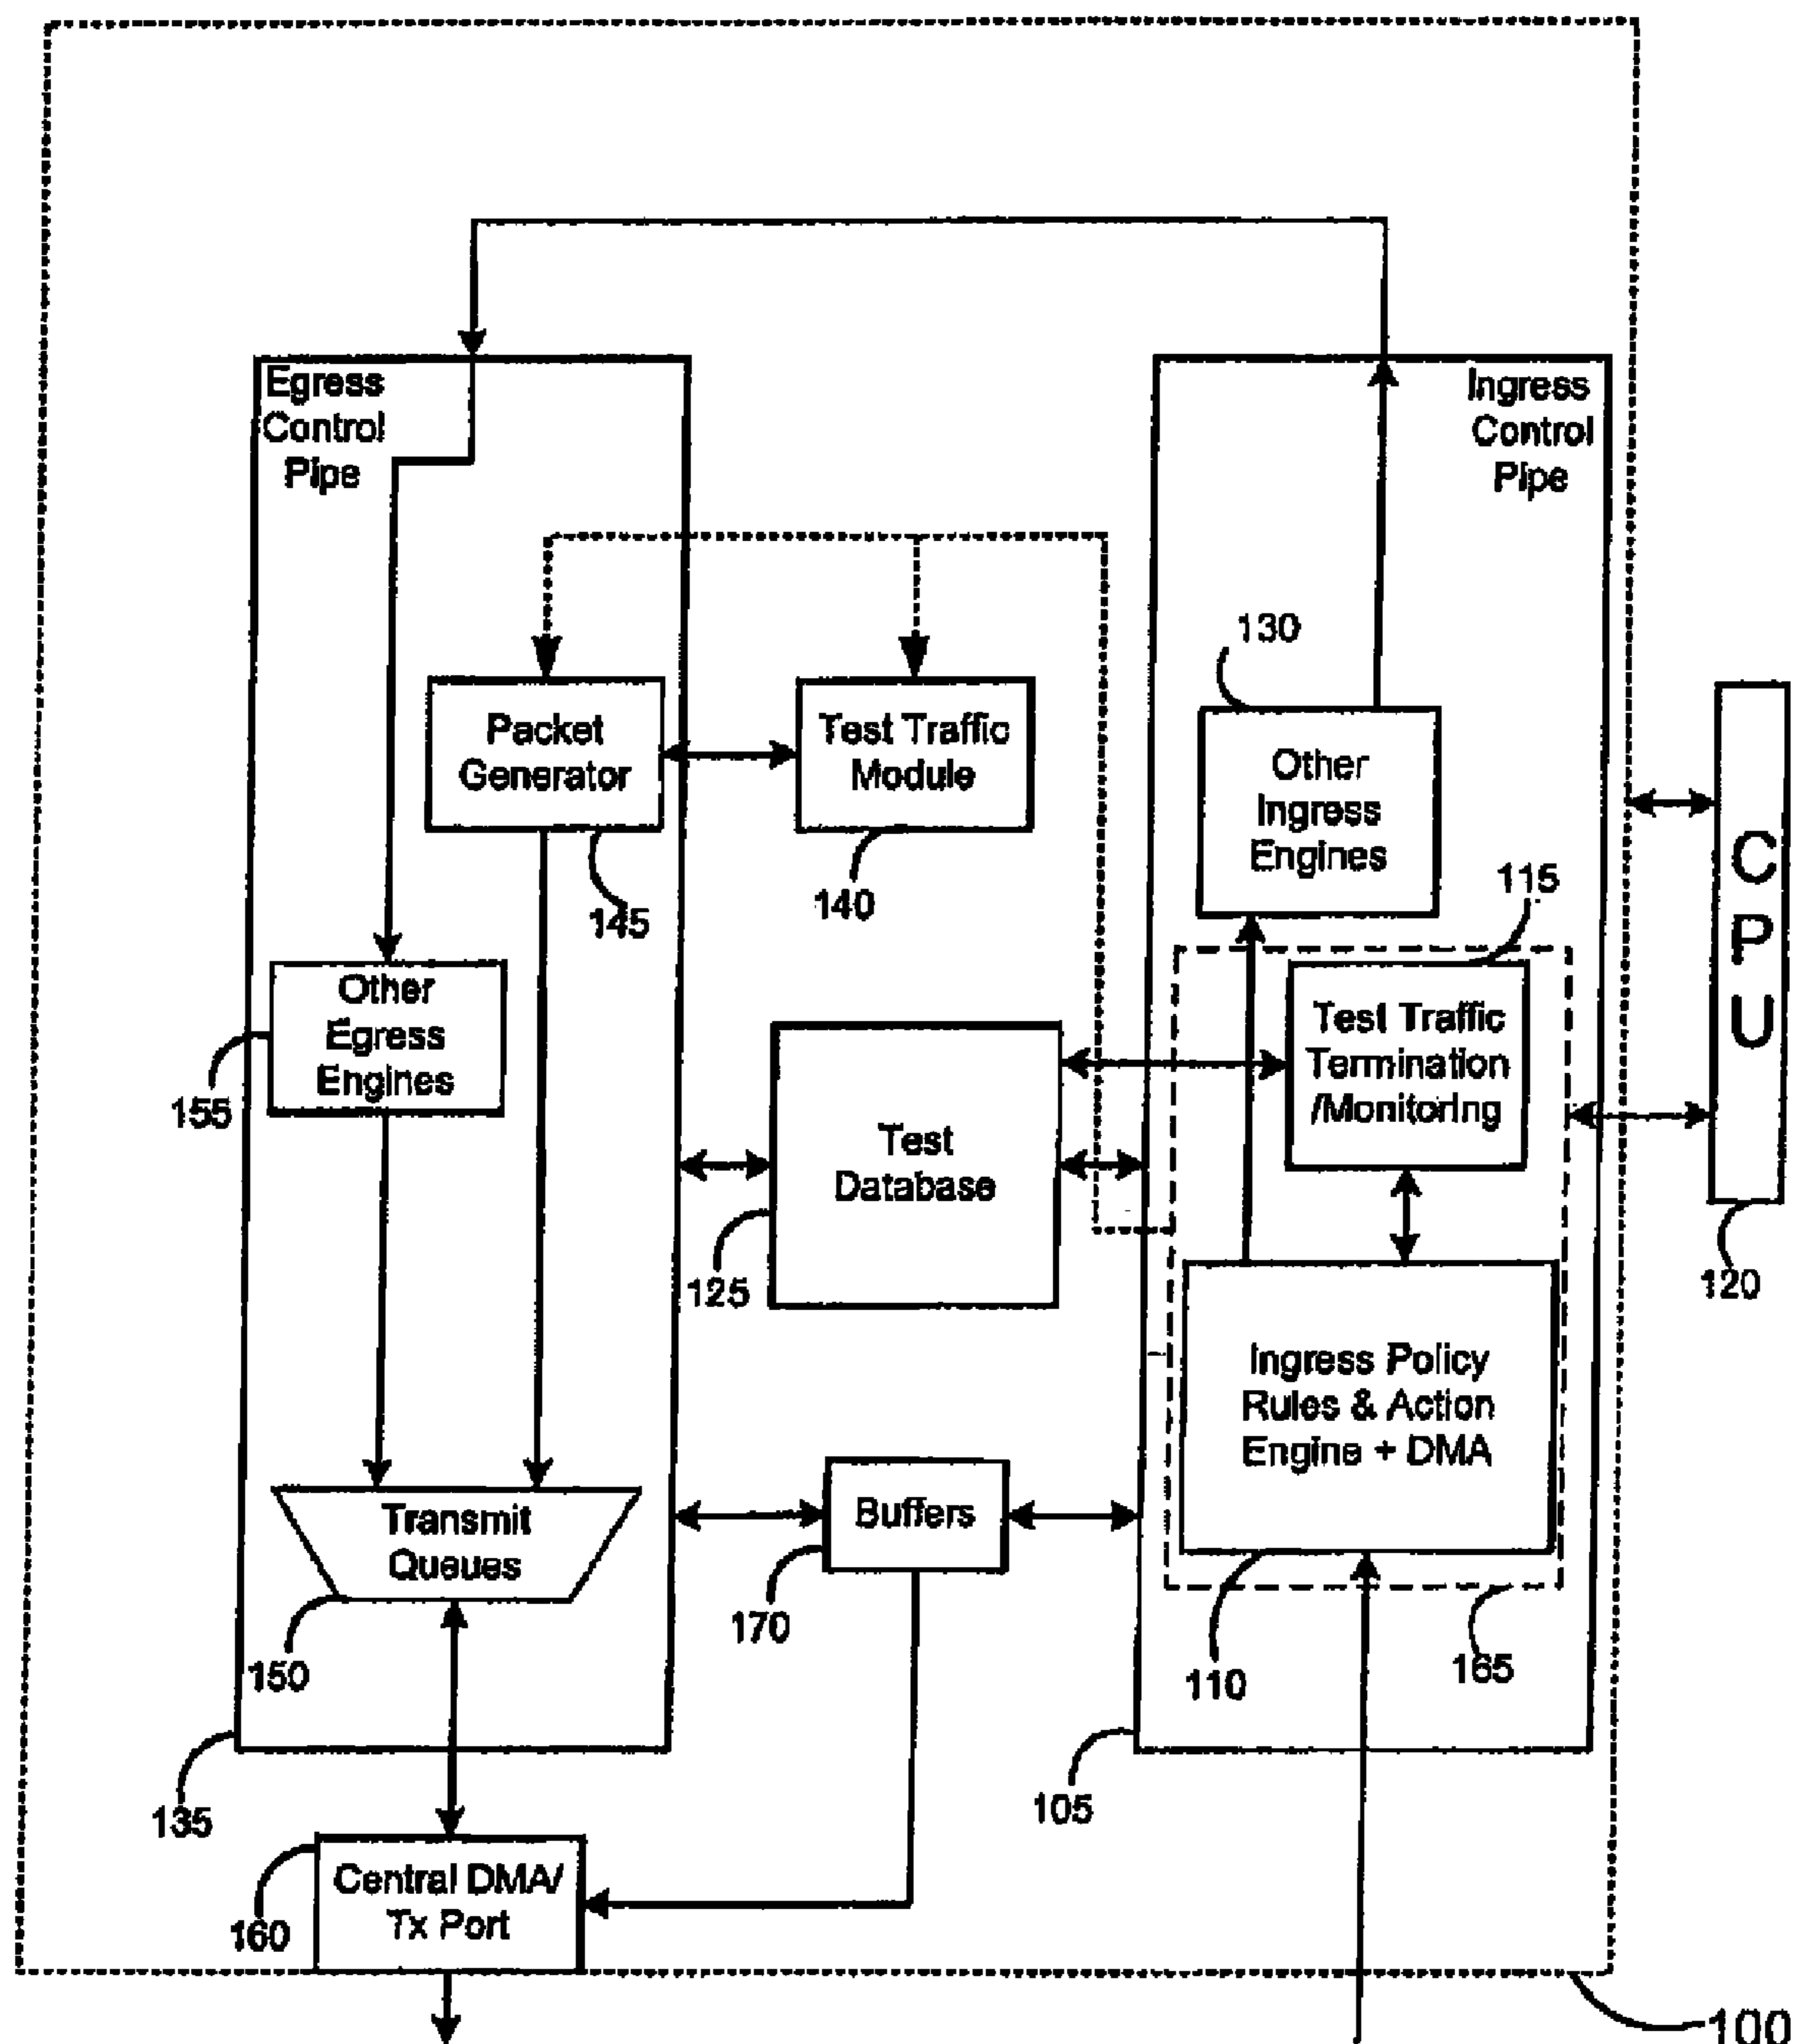 Egress
Control
Pipe
Ingress
Control
Pipe
130
Packet
Generator
Test Traffic
Module
Other
Ingress
Engines
CPU
145
140
115
Other
Egress
Engines
155
Test Traffic
Termination
/Monitoring
Test
Database
125
120
Ingress Policy
Rules & Action
Engine + DMA
Transmit
Queues
Buffers
150
170
110
165
135
105
Central DMA/
Tx Port
160
100